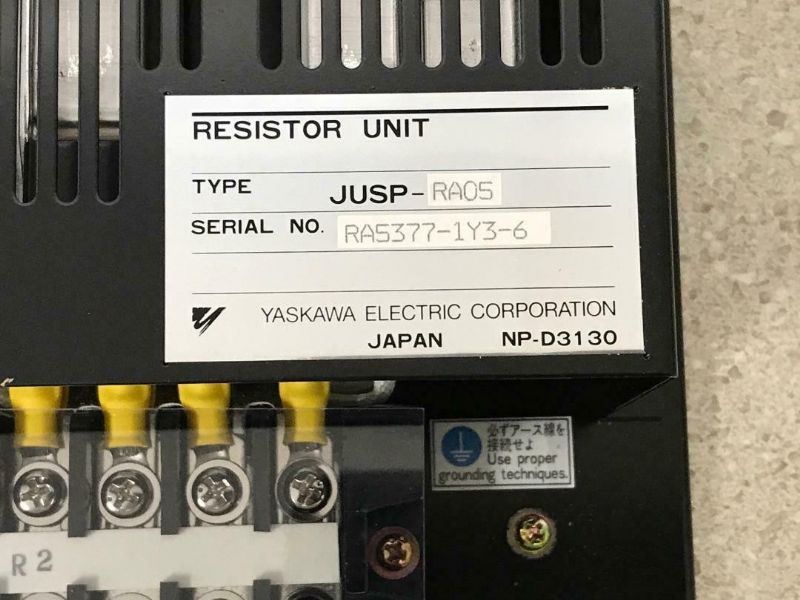 RESISTOR UNIT
TYPE JUSP-RA05
SERIAL NO. RA5377-1Y3-6
YASKAWA ELECTRIC CORPORATION
JAPAN NP-D3130
必ずアース線を
接続せよ
Use proper
grounding techniques.
R2